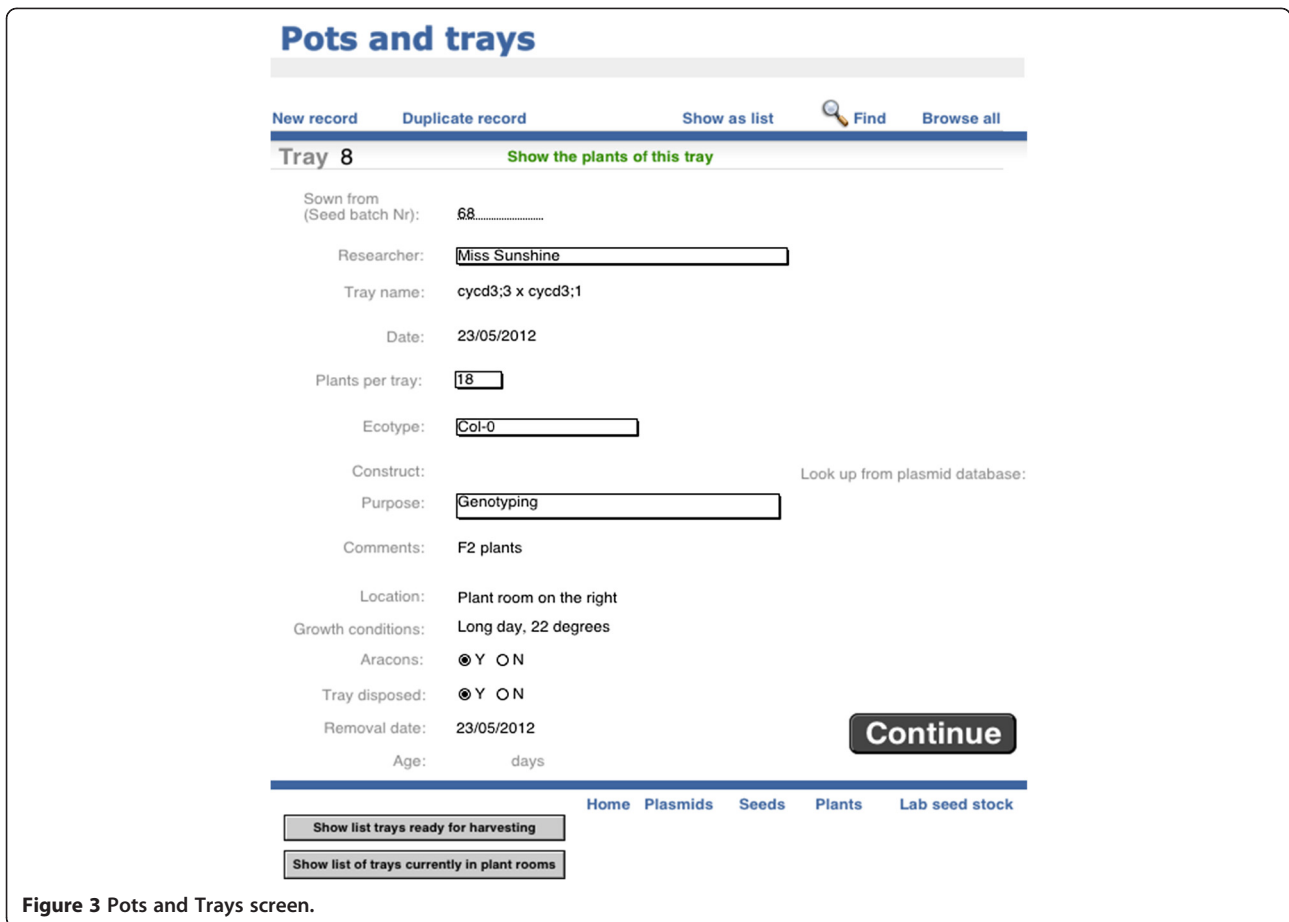 Pots and trays
New record Duplicate record Show as list Find Browse all
Tray 8 Show the plants of this tray
Sown from
(Seed batch Nr): 68
Researcher: Miss Sunshine
Tray name: cycd3;3 x cycd3;1
Date: 23/05/2012
Plants per tray: 18
Ecotype: Col-0
Construct: Look up from plasmid database:
Purpose: Genotyping
Comments: F2 plants
Location: Plant room on the right
Growth conditions: Long day, 22 degrees
Aracons: Y N
Tray disposed: Y N
Removal date: 23/05/2012
Continue
Age: days
Home Plasmids Seeds Plants Lab seed stock
Show list trays ready for harvesting
Show list of trays currently in plant rooms
Figure 3 Pots and Trays screen.